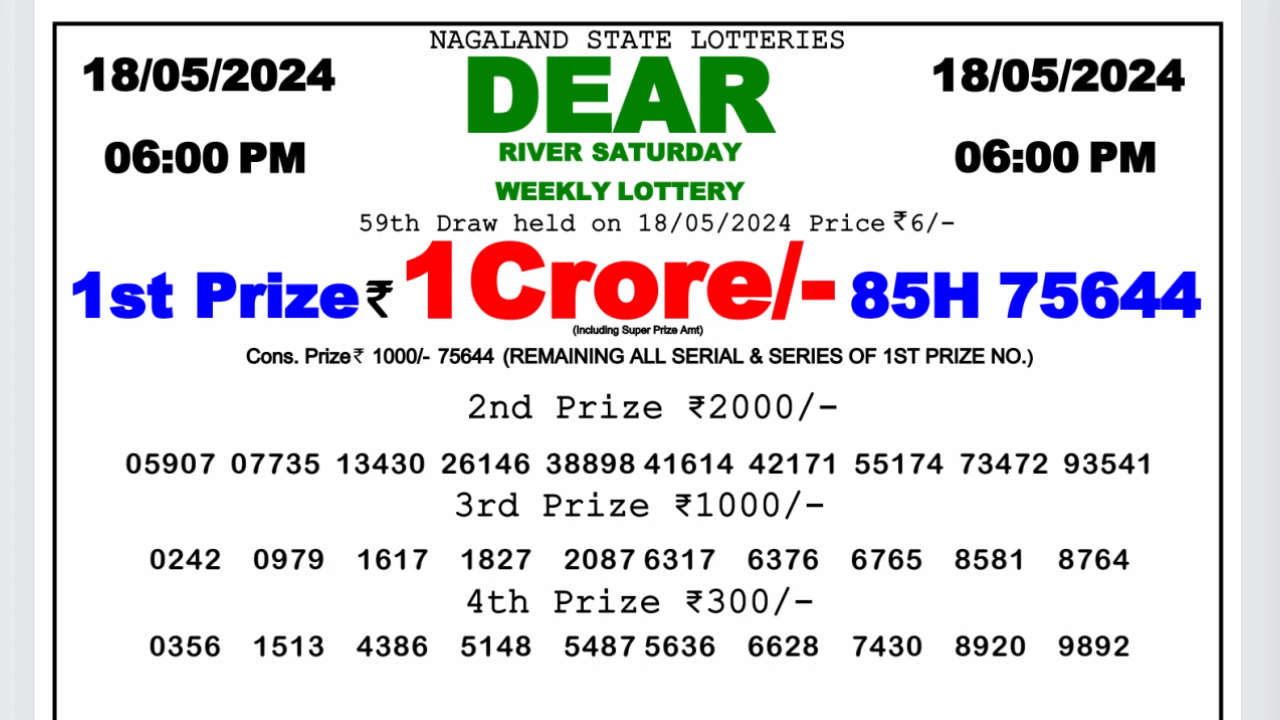 NAGALAND STATE LOTTERIES
18/05/2024 DEAR 18/05/2024
RIVER SATURDAY
06:00 PM 06:00 PM
WEEKLY LOTTERY
59th Draw held on 18/05/2024 Price ₹6/-
1st Prize ₹ 1Crore/- 85H 75644
(Including Super Prize Amt)
Cons. Prize ₹ 1000/- 75644 (REMAINING ALL SERIAL & SERIES OF 1ST PRIZE NO.)
2nd Prize ₹2000/-
05907 07735 13430 26146 38898 41614 42171 55174 73472 93541
3rd Prize ₹1000/-
0242 0979 1617 1827 2087 6317 6376 6765 8581 8764
4th Prize ₹300/-
0356 1513 4386 5148 5487 5636 6628 7430 8920 9892